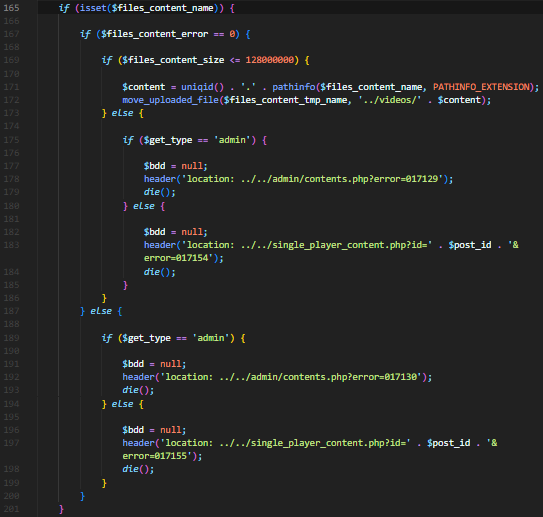 165 if (isset($files_content_name)) {
166
167 if ($files_content_error == 0) {
168
169 if ($files_content_size <= 128000000) {
170
171 $content = uniqid() . '.' . pathinfo($files_content_name, PATHINFO_EXTENSION);
172 move_uploaded_file($files_content_tmp_name, '../videos/' . $content);
173 } else {
174
175 if ($get_type == 'admin') {
176
177 $bdd = null;
178 header('location: ../../admin/contents.php?error=017129');
179 die();
180 } else {
181
182 $bdd = null;
183 header('location: ../../single_player_content.php?id=' . $post_id . '&
error=017154');
184 die();
185 }
186 }
187 } else {
188
189 if ($get_type == 'admin') {
190
191 $bdd = null;
192 header('location: ../../admin/contents.php?error=017130');
193 die();
194 } else {
195
196 $bdd = null;
197 header('location: ../../single_player_content.php?id=' . $post_id . '&
error=017155');
198 die();
199 }
200 }
201 }